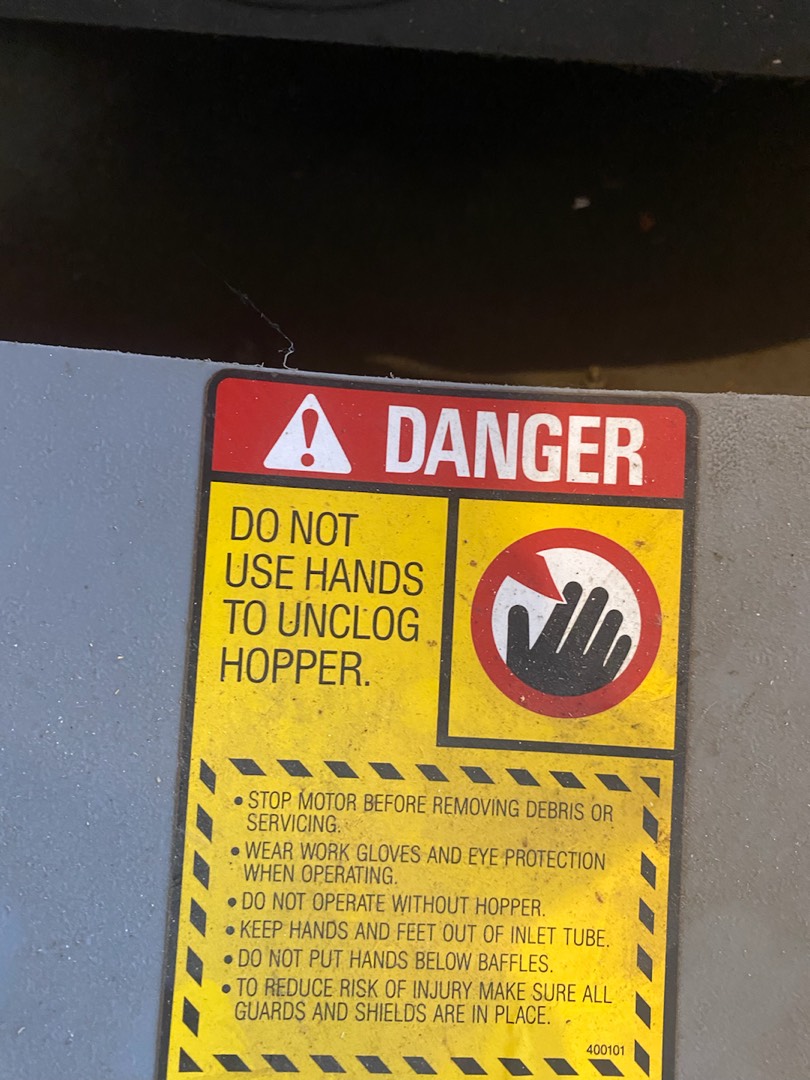 DANGER
DO NOT
USE HANDS
TO UNCLOG
HOPPER.
• STOP MOTOR BEFORE REMOVING DEBRIS OR
SERVICING.
• WEAR WORK GLOVES AND EYE PROTECTION
WHEN OPERATING.
• DO NOT OPERATE WITHOUT HOPPER.
• KEEP HANDS AND FEET OUT OF INLET TUBE.
• DO NOT PUT HANDS BELOW BAFFLES.
• TO REDUCE RISK OF INJURY MAKE SURE ALL
GUARDS AND SHIELDS ARE IN PLACE.
400101